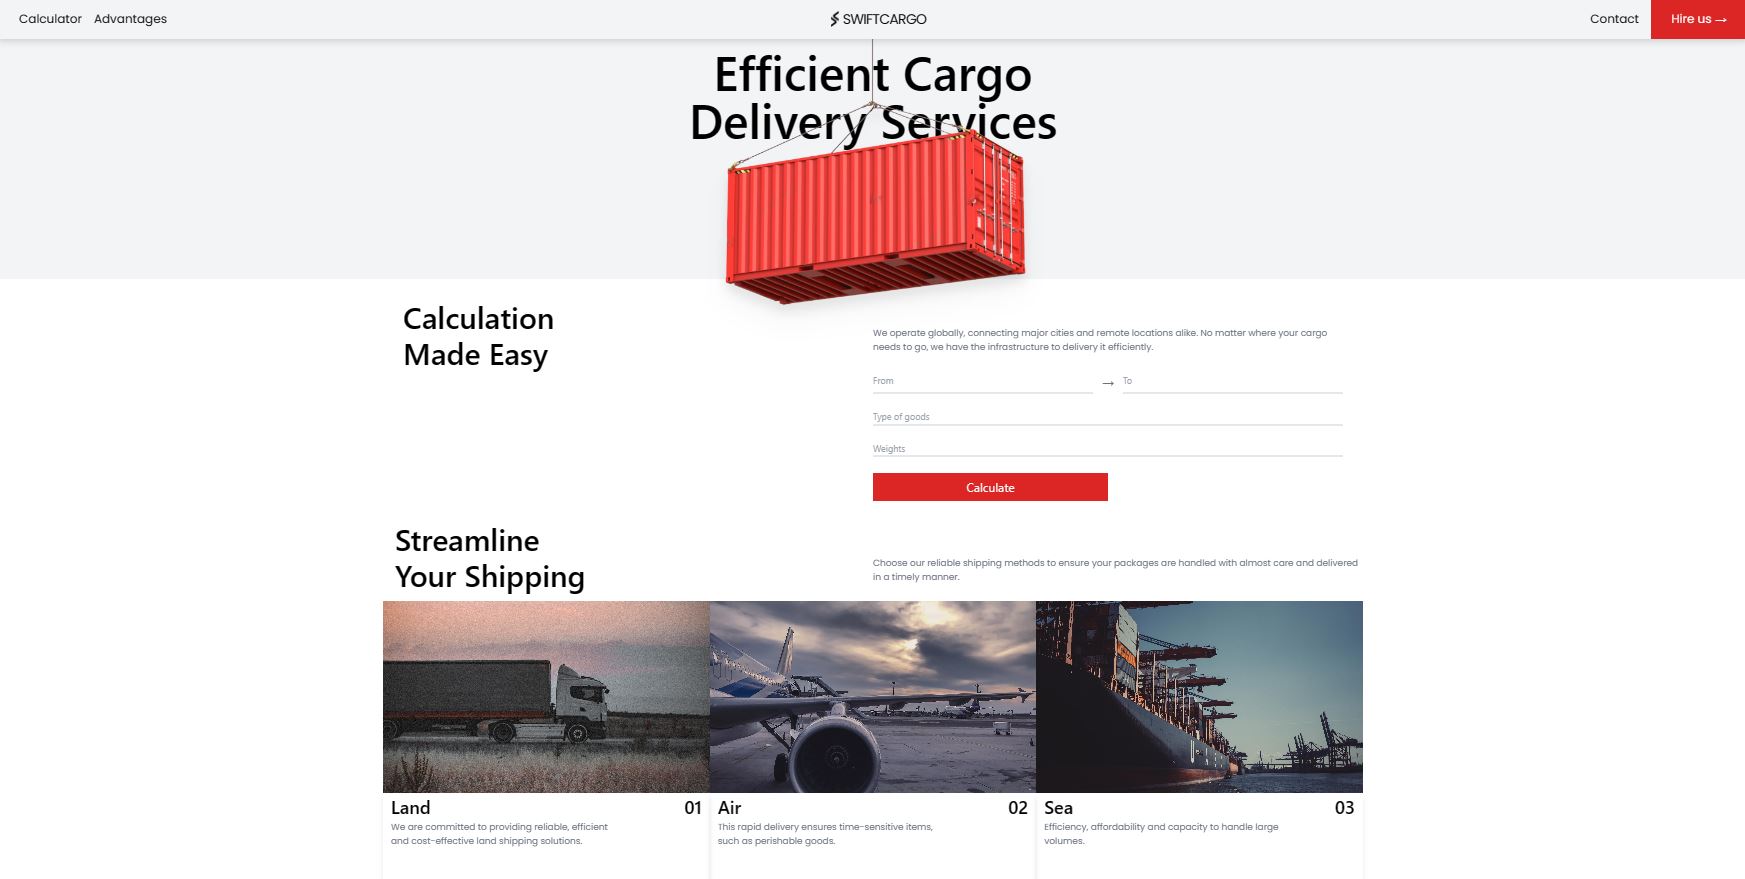 Calculator Advantages SWIFTCARGO Contact Hire us →
Efficient Cargo
Delivery Services
Calculation
Made Easy
We operate globally, connecting major cities and remote locations alike. No matter where your cargo
needs to go, we have the infrastructure to delivery it efficiently.
From → To
Type of goods
Weights
Calculate
Streamline
Your Shipping
Choose our reliable shipping methods to ensure your packages are handled with almost care and delivered
in a timely manner.
Land 01
We are committed to providing reliable, efficient
and cost-effective land shipping solutions.
Air 02
This rapid delivery ensures time-sensitive items,
such as perishable goods.
Sea 03
Efficiency, affordability and capacity to handle large
volumes.